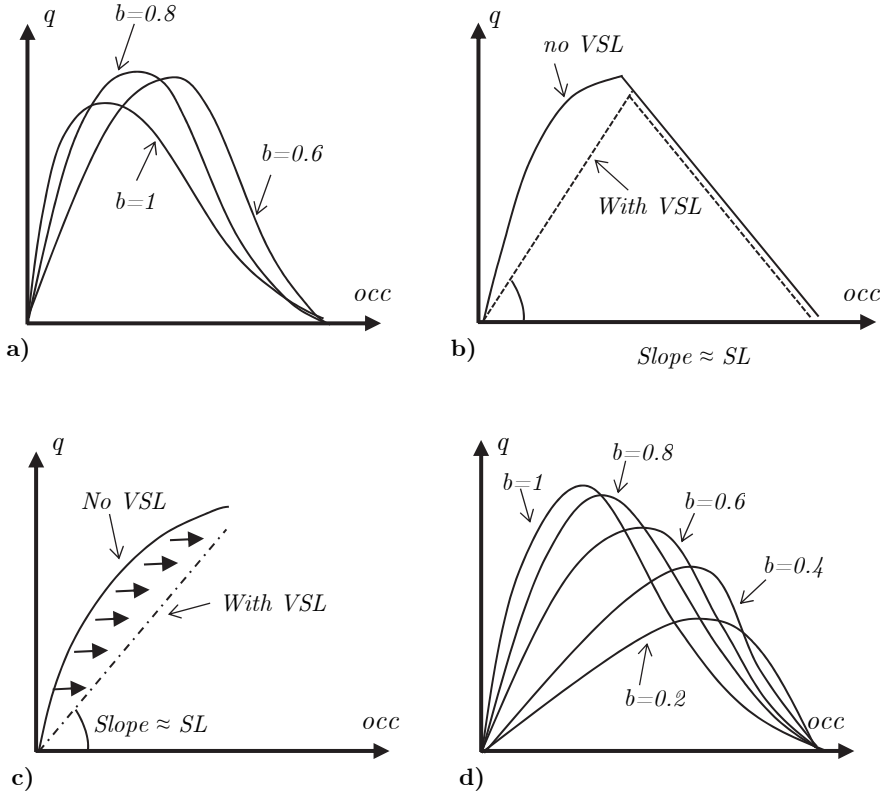 q
b=0.8
b=0.6
b=1
occ
a)
q
no VSL
With VSL
occ
Slope ≈ SL
b)
q
No VSL
With VSL
Slope ≈ SL
occ
c)
q
b=0.8
b=1
b=0.6
b=0.4
b=0.2
occ
d)